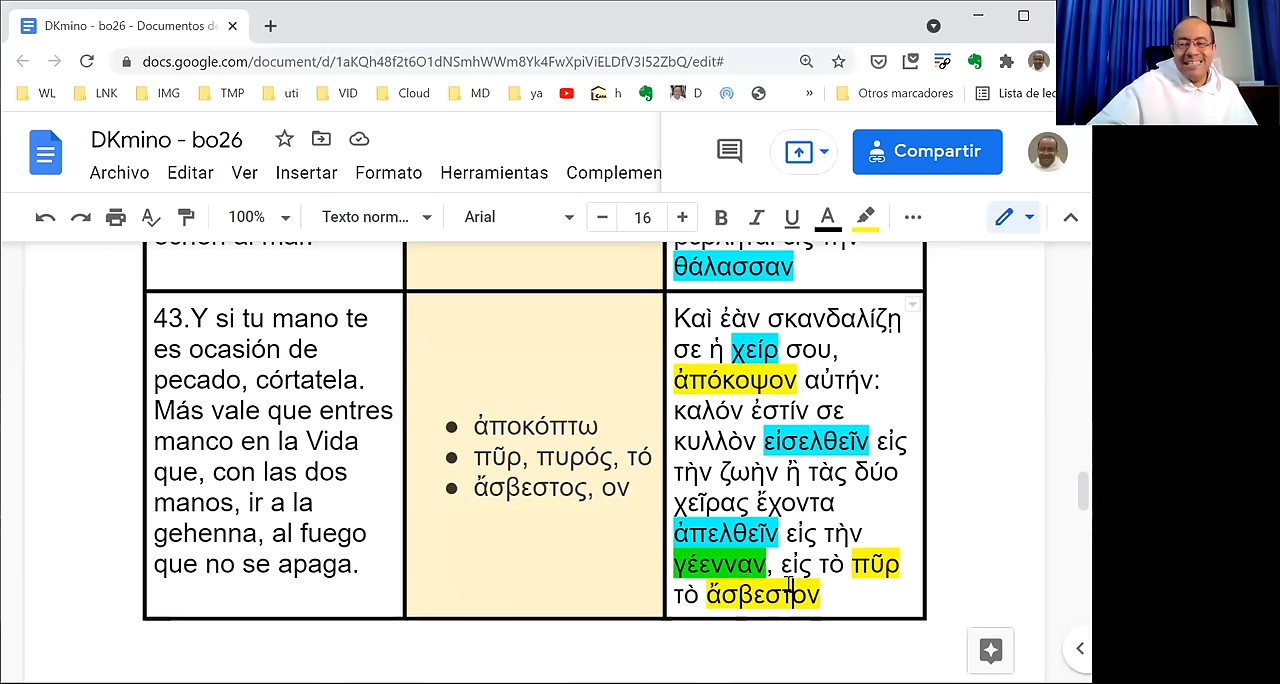 DKmino - bo26 - Documentos de
docs.google.com/document/d/1aKQh48f2t6O1dNSmhWWm8Yk4FwXpiViELDfV3I52ZbQ/edit#
WL LNK IMG TMP uti VID Cloud MD ya h D » Otros marcadores Lista de lec
DKmino - bo26
Compartir
Archivo Editar Ver Insertar Formato Herramientas Complemen
100% Texto norm... Arial 16 B I U A
θάλασσαν
43.Y si tu mano te
es ocasión de
pecado, córtatela.
Más vale que entres
manco en la Vida
que, con las dos
manos, ir a la
gehenna, al fuego
que no se apaga.
● ἀποκόπτω
● πῦρ, πυρός, τό
● ἄσβεστος, ον
Καὶ ἐὰν σκανδαλίζῃ
σε ἡ χείρ σου,
ἀπόκοψον αὐτήν:
καλόν ἐστίν σε
κυλλὸν εἰσελθεῖν εἰς
τὴν ζωὴν ἢ τὰς δύο
χεῖρας ἔχοντα
ἀπελθεῖν εἰς τὴν
γέενναν, εἰς τὸ πῦρ
τὸ ἄσβεστον